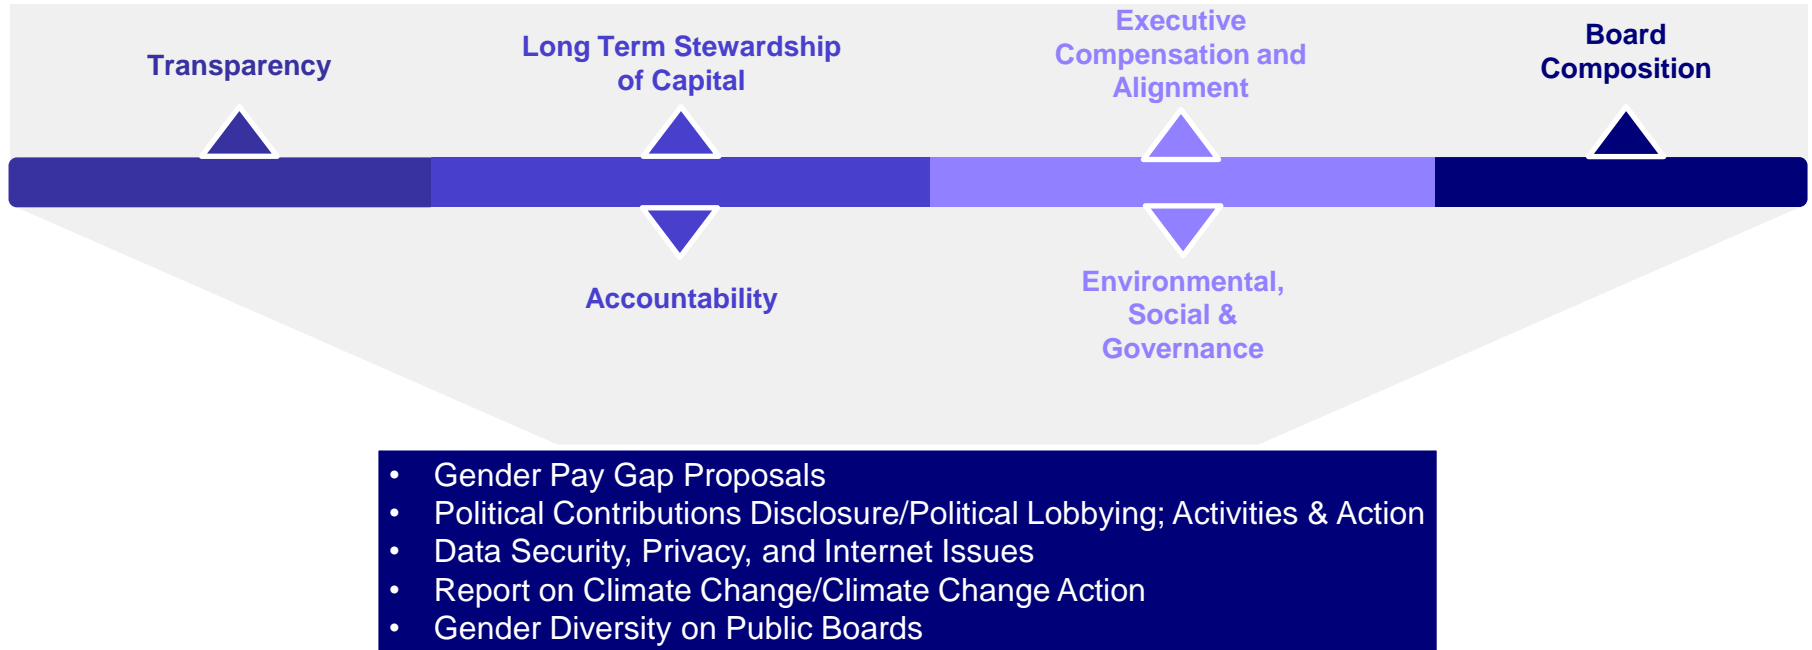 Transparency
Long Term Stewardship
of Capital
Executive
Compensation and
Alignment
Board
Composition
Accountability
Environmental,
Social &
Governance
• Gender Pay Gap Proposals
• Political Contributions Disclosure/Political Lobbying; Activities & Action
• Data Security, Privacy, and Internet Issues
• Report on Climate Change/Climate Change Action
• Gender Diversity on Public Boards